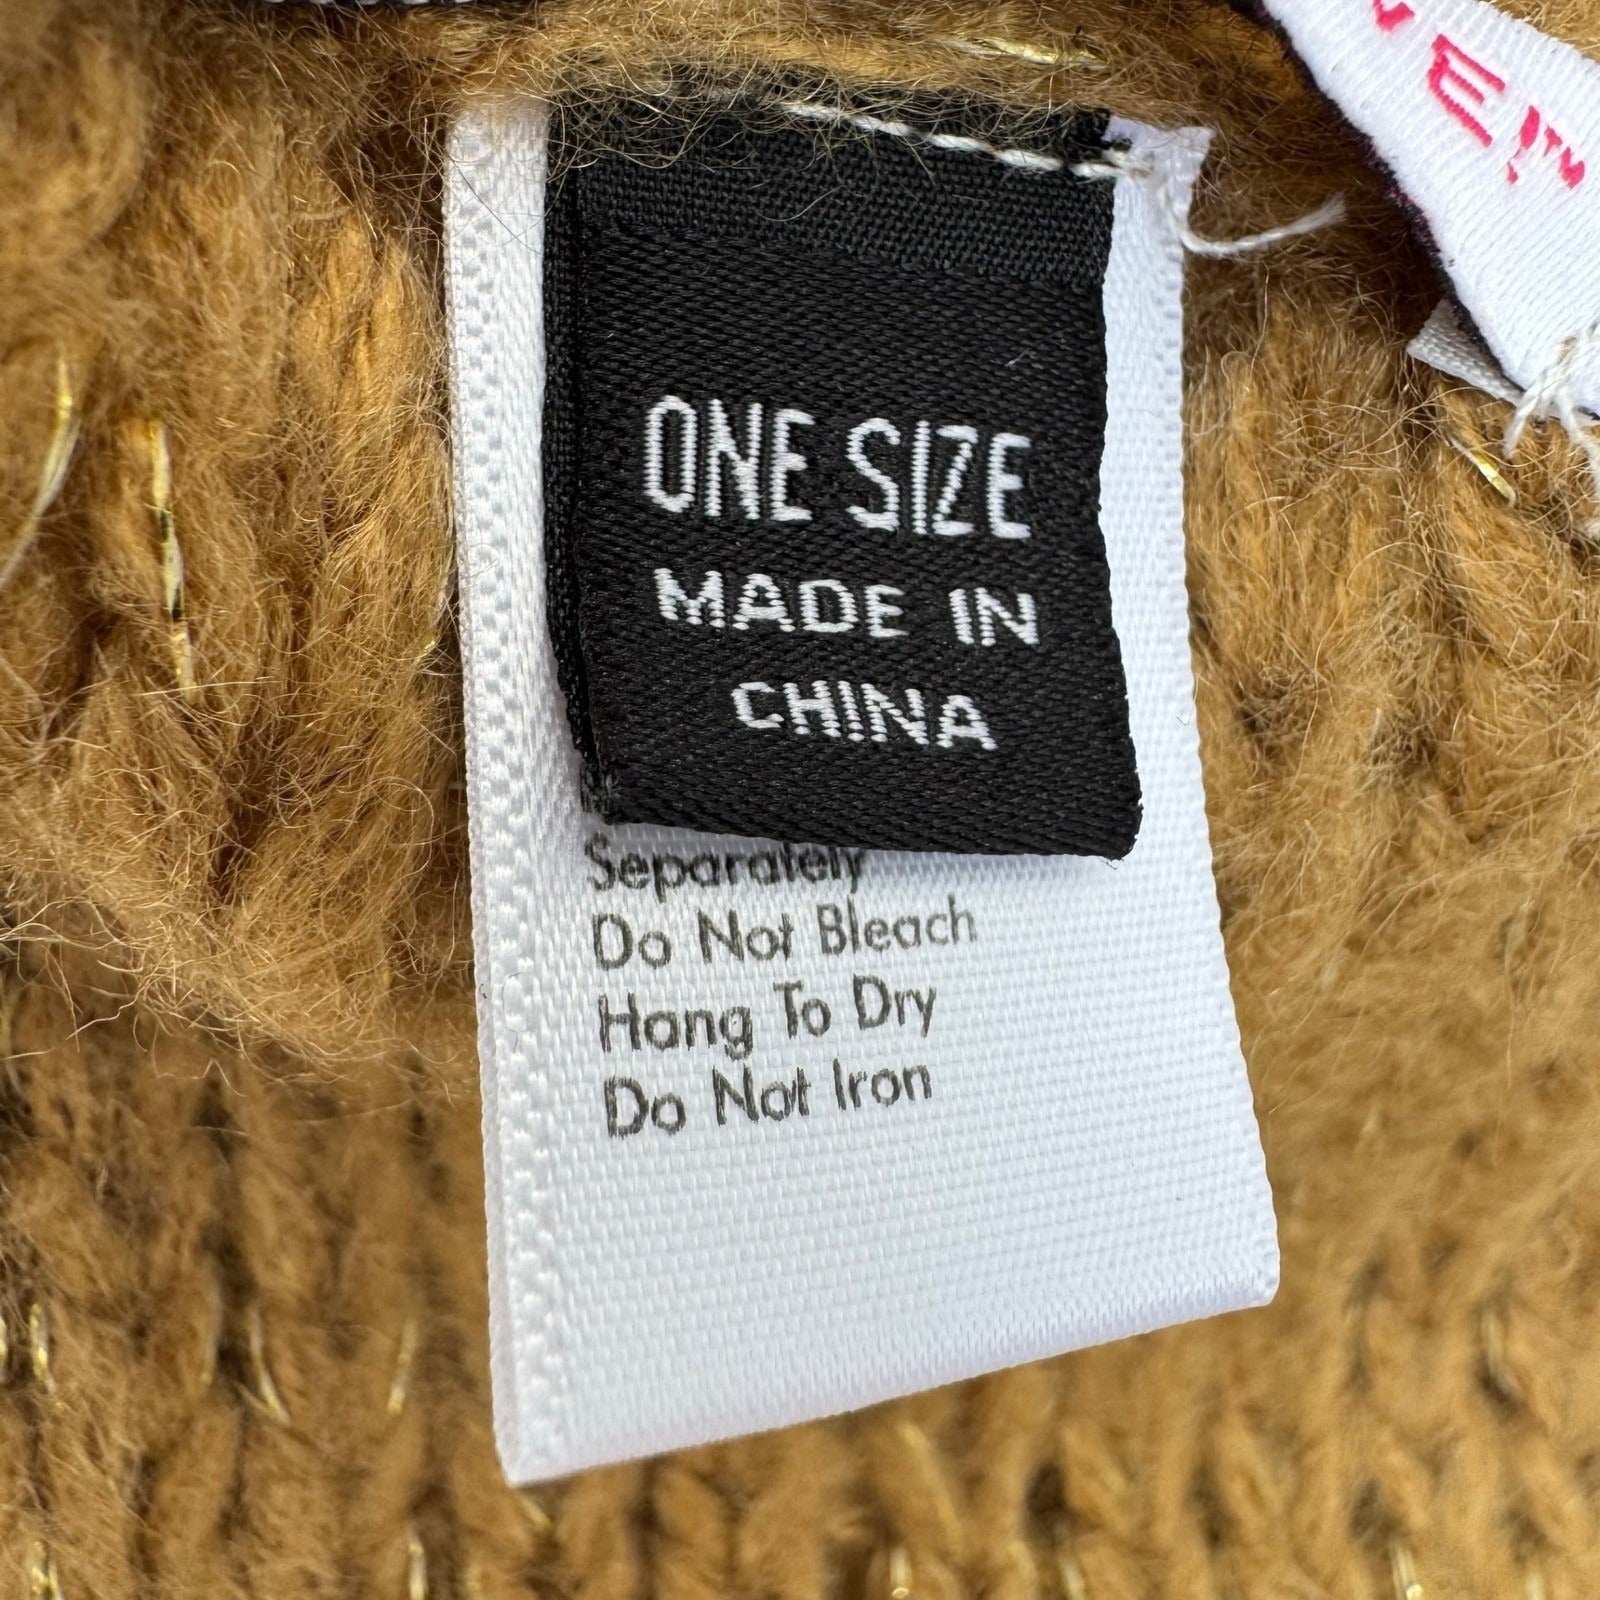 ONE SIZE
MADE IN
CHINA
Separately
Do Not Bleach
Hang To Dry
Do Not Iron